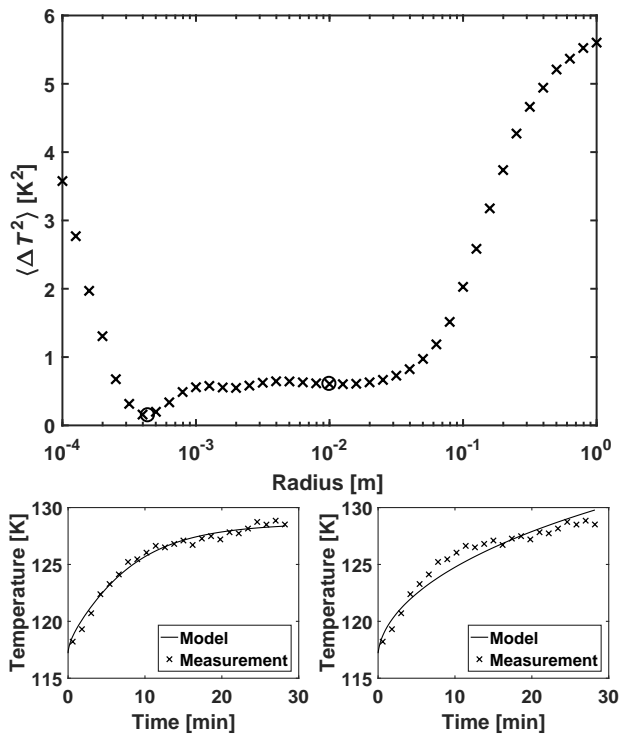 6
5
4
3
2
1
0
⟨ΔT²⟩ [K²]
10⁻⁴ 10⁻³ 10⁻² 10⁻¹ 10⁰
Radius [m]
130
125
120
115
Temperature [K]
Model
Measurement
0 10 20 30
Time [min]
130
125
120
115
Temperature [K]
Model
Measurement
0 10 20 30
Time [min]